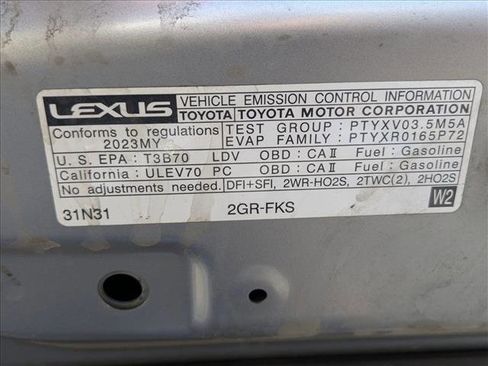 LEXUS VEHICLE EMISSION CONTROL INFORMATION
TOYOTA TOYOTA MOTOR CORPORATION
Conforms to regulations TEST GROUP : PTYXV03.5M5A
2023MY EVAP FAMILY : PTYXR0165P72
U.S. EPA : T3B70 LDV OBD : CAⅡ Fuel : Gasoline
California : ULEV70 PC OBD : CAⅡ Fuel : Gasoline
No adjustments needed. DFI+SFI, 2WR-HO2S, 2TWC(2), 2HO2S
31N31 2GR-FKS W2